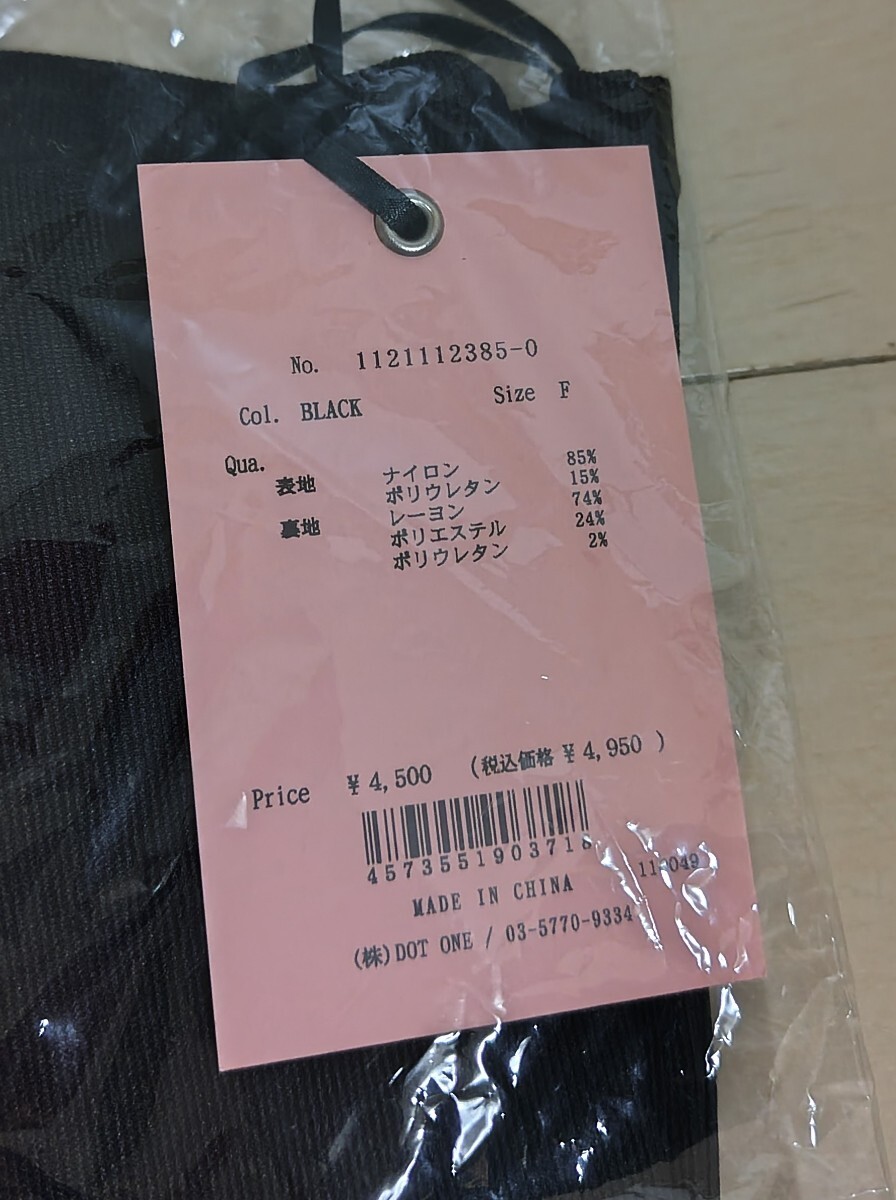 No. 1121112385-0
Col. BLACK Size F
Qua.
表地 ナイロン 85%
ポリウレタン 15%
裏地 レーヨン 74%
ポリエステル 24%
ポリウレタン 2%
Price ¥4,500 (税込価格 ¥4,950 )
4573551903718
MADE IN CHINA
(株)DOT ONE / 03-5770-9334